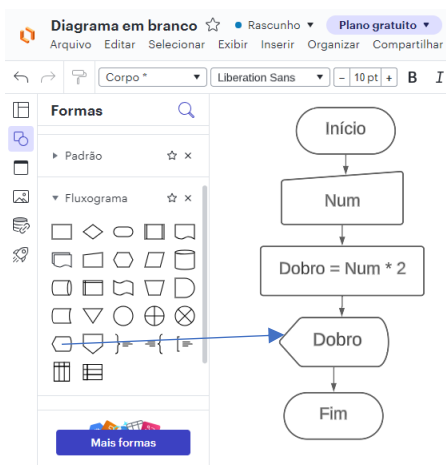 Diagrama em branco Rascunho Plano gratuito
Arquivo Editar Selecionar Exibir Inserir Organizar Compartilhar
Corpo * Liberation Sans - 10 pt + B I
Formas
Padrão
Fluxograma
Mais formas
Início
Num
Dobro = Num * 2
Dobro
Fim